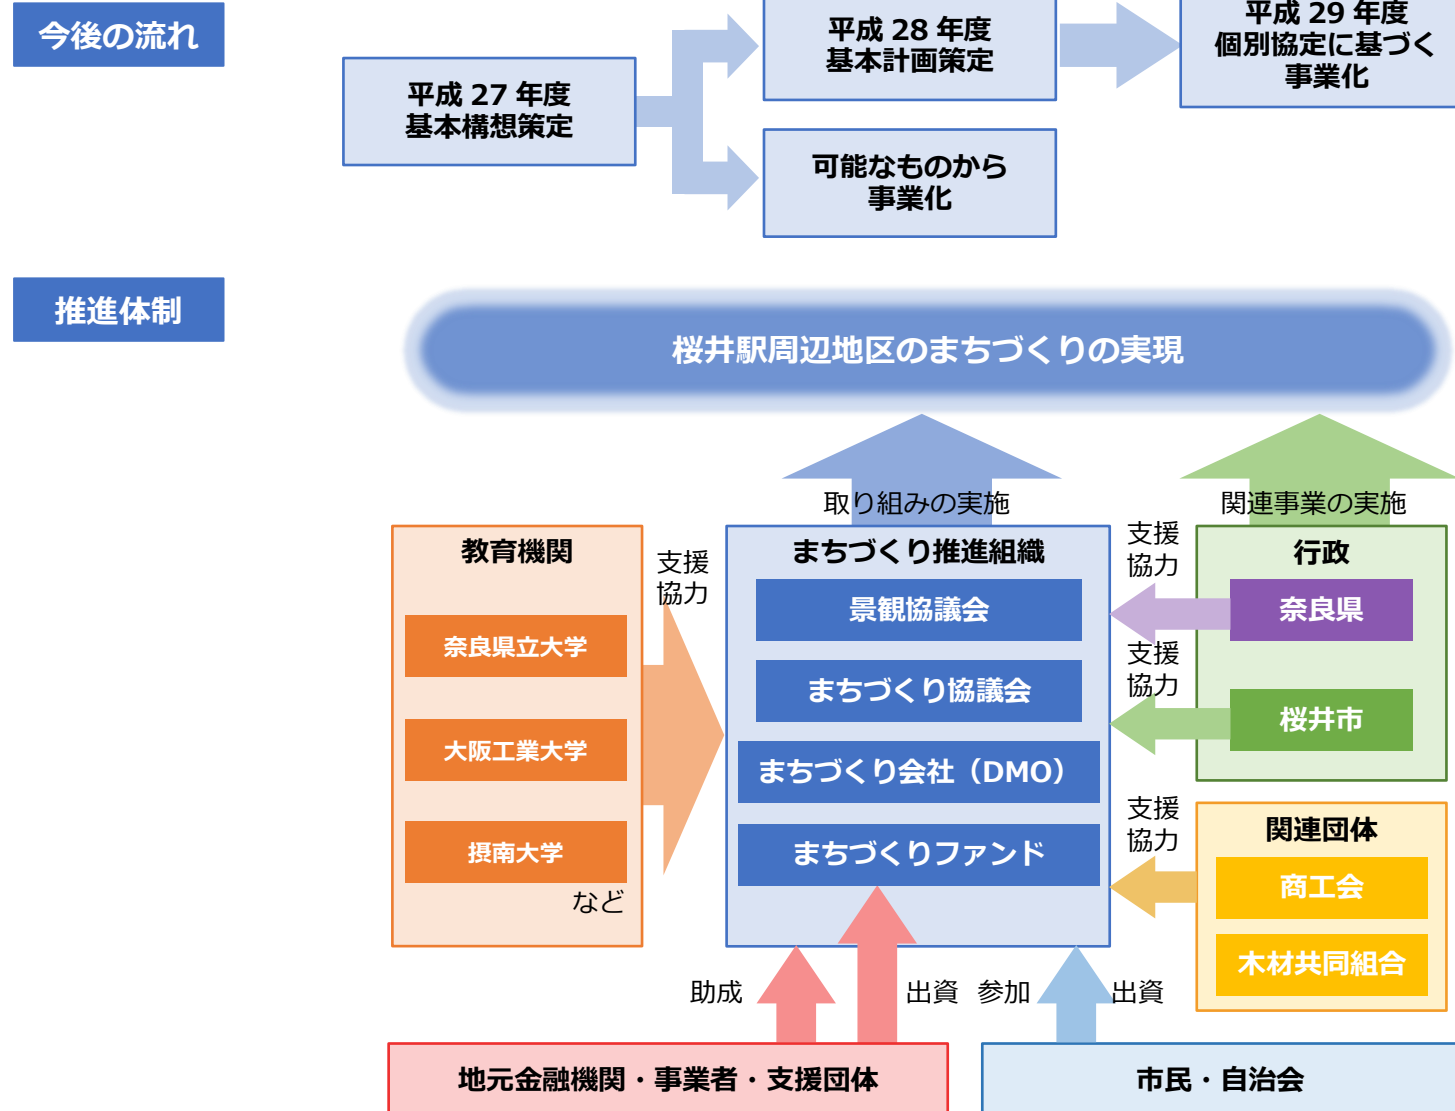 今後の流れ
平成 27 年度
基本構想策定
平成 28 年度
基本計画策定
平成 29 年度
個別協定に基づく
事業化
可能なものから
事業化
推進体制
桜井駅周辺地区のまちづくりの実現
取り組みの実施
関連事業の実施
教育機関
奈良県立大学
大阪工業大学
摂南大学
など
支援
協力
まちづくり推進組織
景観協議会
まちづくり協議会
まちづくり会社（DMO）
まちづくりファンド
支援
協力
支援
協力
行政
奈良県
桜井市
支援
協力
関連団体
商工会
木材共同組合
助成
出資
参加
出資
地元金融機関・事業者・支援団体
市民・自治会